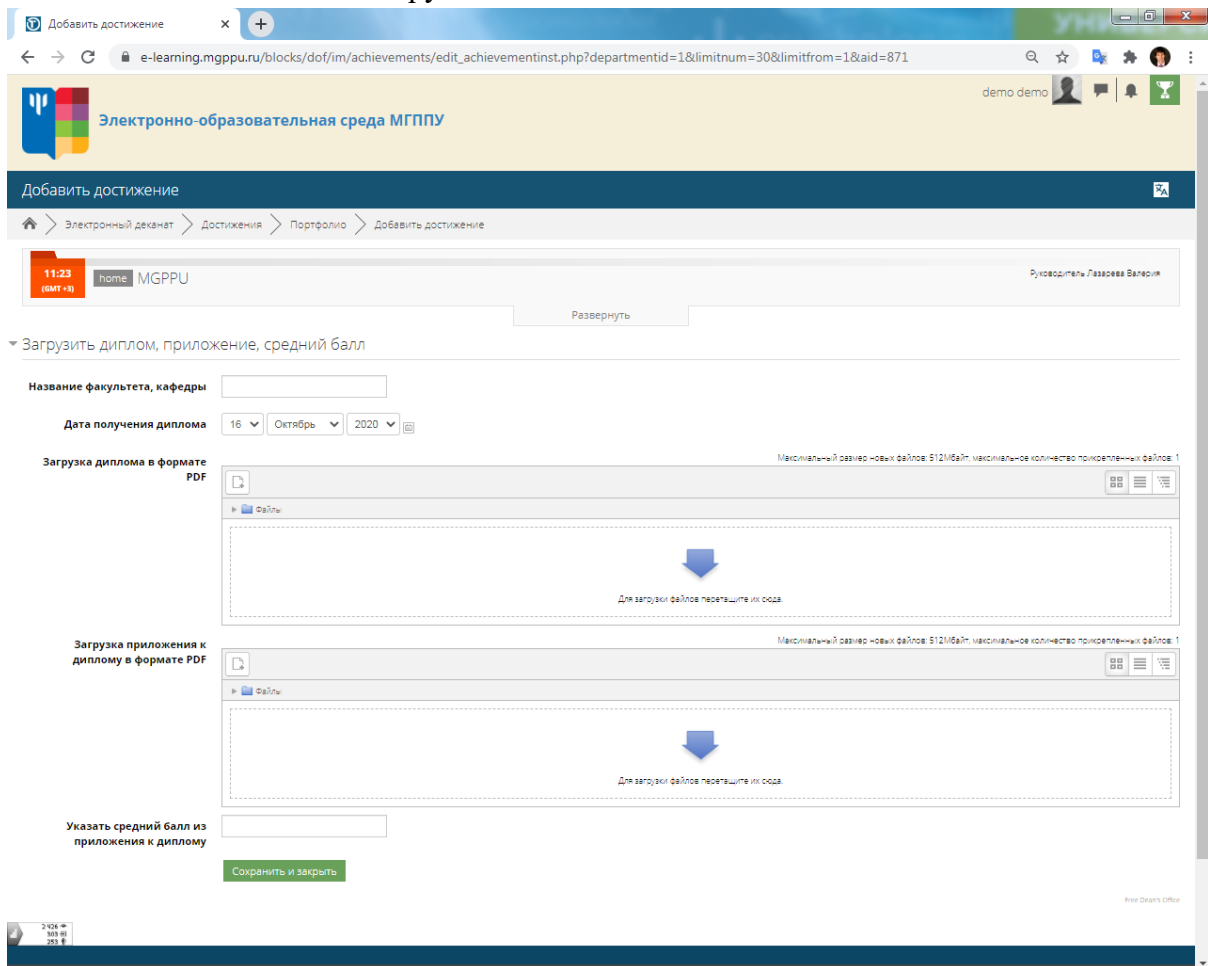 Добавить достижение
e-learning.mgppu.ru/blocks/dof/im/achievements/edit_achievementinst.php?departmentid=1&limitnum=30&limitfrom=1&aid=871
demo demo
Электронно-образовательная среда МГППУ
Добавить достижение
Электронный деканат Достижения Портфолио Добавить достижение
11:23
(GMT +3)
home MGPPU
Руководитель Лазарева Валерия
Развернуть
Загрузить диплом, приложение, средний балл
Название факультета, кафедры
Дата получения диплома 16 Октябрь 2020
Загрузка диплома в формате PDF
Максимальный размер новых файлов: 512Мбайт, максимальное количество прикрепленных файлов: 1
Файлы
Для загрузки файлов перетащите их сюда.
Загрузка приложения к
диплому в формате PDF
Максимальный размер новых файлов: 512Мбайт, максимальное количество прикрепленных файлов: 1
Файлы
Для загрузки файлов перетащите их сюда.
Указать средний балл из
приложения к диплому
Сохранить и закрыть
Free Dean's Office
2 926
303
253